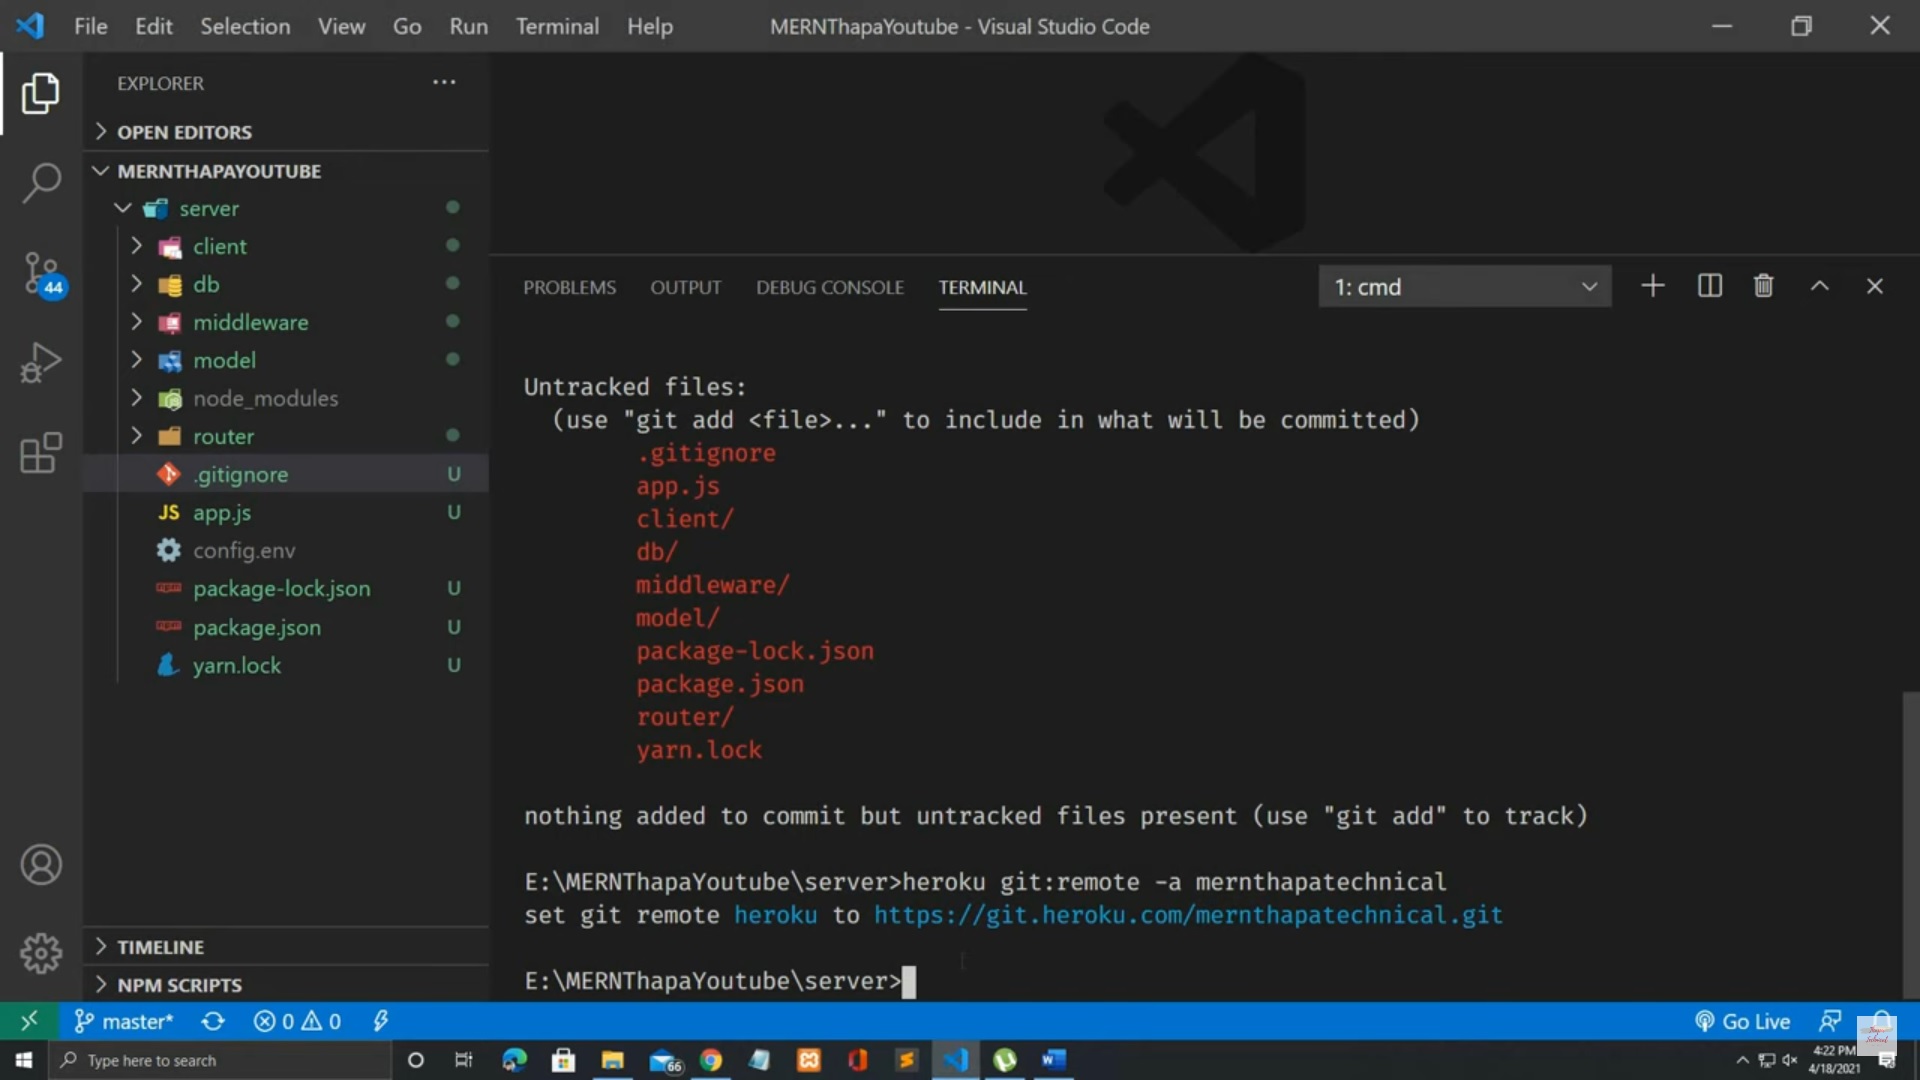 File Edit Selection View Go Run Terminal Help
MERNThapaYoutube - Visual Studio Code
EXPLORER
OPEN EDITORS
MERNTHAPAYOUTUBE
server
client
db
middleware
model
node_modules
router
.gitignore U
JS app.js U
config.env
package-lock.json U
package.json U
yarn.lock U
TIMELINE
NPM SCRIPTS
44
PROBLEMS OUTPUT DEBUG CONSOLE TERMINAL
1: cmd
Untracked files:
(use "git add <file>..." to include in what will be committed)
.gitignore
app.js
client/
db/
middleware/
model/
package-lock.json
package.json
router/
yarn.lock
nothing added to commit but untracked files present (use "git add" to track)
E:\MERNThapaYoutube\server>heroku git:remote -a mernthapatechnical
set git remote heroku to https://git.heroku.com/mernthapatechnical.git
E:\MERNThapaYoutube\server>
master* 0 0
Go Live
Type here to search
66
4:22 PM
4/18/2021